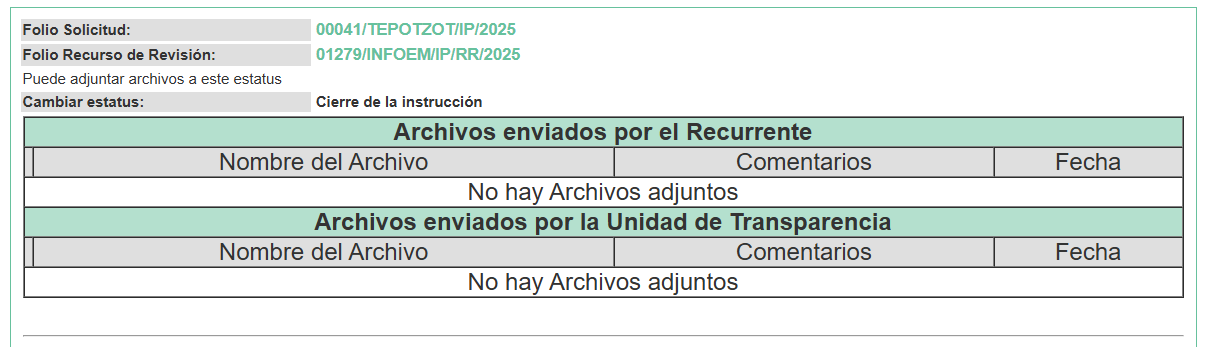 Folio Solicitud: 00041/TEPOTZOT/IP/2025
Folio Recurso de Revisión: 01279/INFOEM/IP/RR/2025
Puede adjuntar archivos a este estatus
Cambiar estatus: Cierre de la instrucción
Archivos enviados por el Recurrente
Nombre del Archivo Comentarios Fecha
No hay Archivos adjuntos
Archivos enviados por la Unidad de Transparencia
Nombre del Archivo Comentarios Fecha
No hay Archivos adjuntos